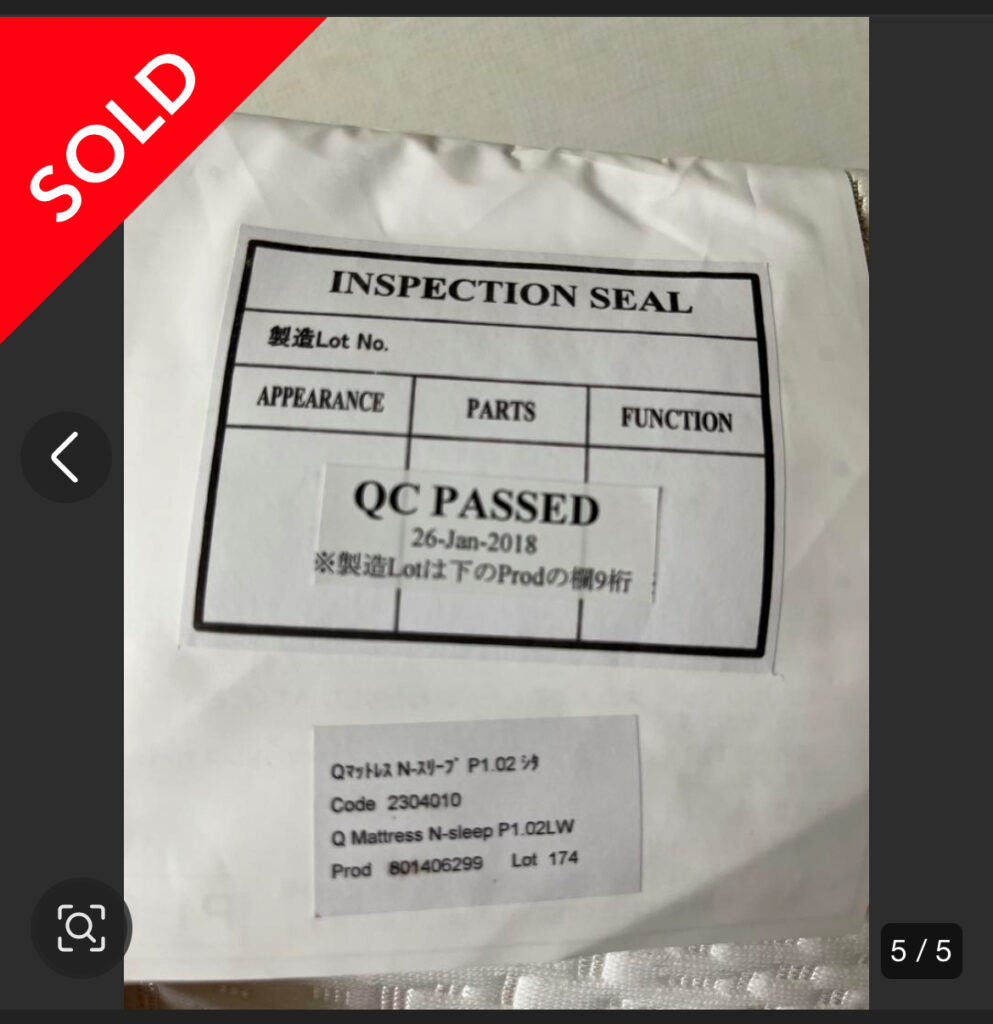 SOLD
INSPECTION SEAL
製造Lot No.
APPEARANCE PARTS FUNCTION
QC PASSED
26-Jan-2018
※製造Lotは下のProdの欄9桁
Qマットレス N-スリープ P1.02 シタ
Code 2304010
Q Mattress N-sleep P1.02LW
Prod 801406299 Lot 174
5 / 5